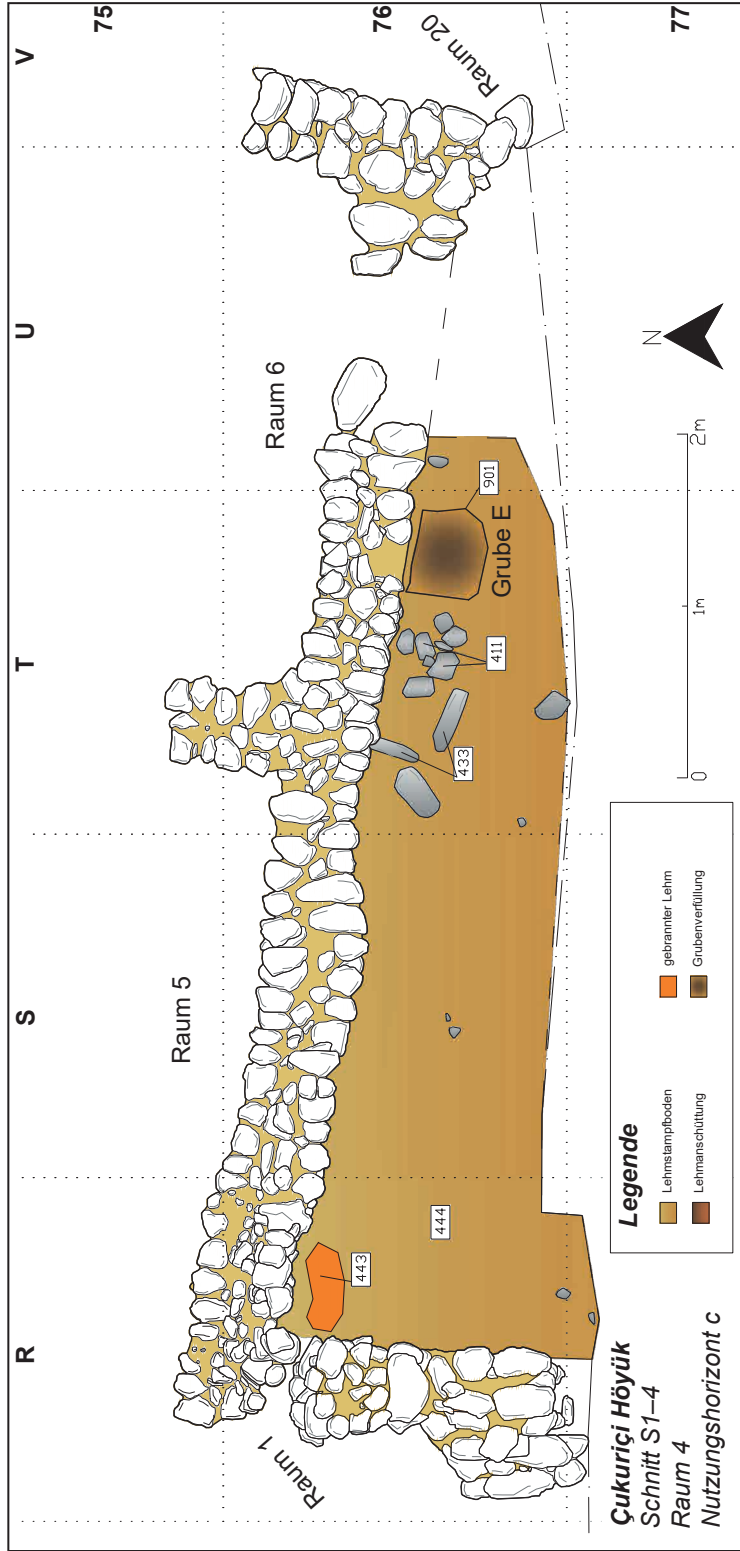 R
S
T
U
V
75
76
77
Raum 5
Raum 6
Raum 1
Raum 20
443
444
433
411
901
Grube E
N
0
1m
2m
Çukuriçi Höyük
Schnitt S1–4
Raum 4
Nutzungshorizont c
Legende
Lehmstampfboden
gebrannter Lehm
Lehmanschüttung
Grubenverfüllung